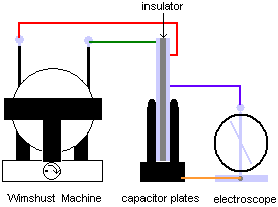 insulator
Wimshust Machine
capacitor plates
electroscope